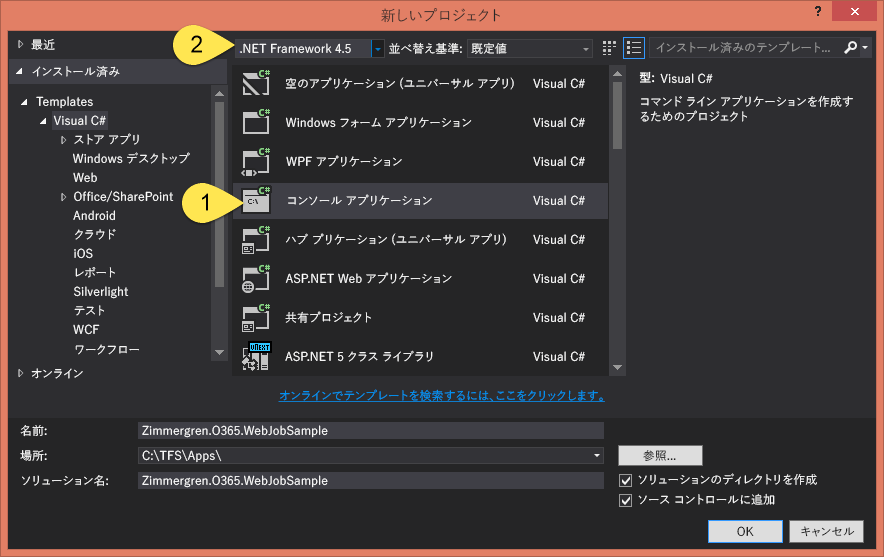 新しいプロジェクト
?
最近
インストール済み
Templates
Visual C#
ストア アプリ
Windows デスクトップ
Web
Office/SharePoint
Android
クラウド
iOS
レポート
Silverlight
テスト
WCF
ワークフロー
オンライン
2
.NET Framework 4.5
並べ替え基準: 既定値
インストール済みのテンプレート...
C# 空のアプリケーション (ユニバーサル アプリ) Visual C#
C# Windows フォーム アプリケーション Visual C#
C# WPF アプリケーション Visual C#
1
C# C:\ コンソール アプリケーション Visual C#
C# ハブ プリケーション (ユニバーサル アプリ) Visual C#
C# ASP.NET Web アプリケーション Visual C#
C# 共有プロジェクト Visual C#
ASP.NET 5 クラス ライブラリ Visual C#
型: Visual C#
コマンド ライン アプリケーションを作成す
るためのプロジェクト
オンラインでテンプレートを検索するには、ここをクリックします。
名前: Zimmergren.O365.WebJobSample
場所: C:\TFS\Apps\
参照...
ソリューション名: Zimmergren.O365.WebJobSample
ソリューションのディレクトリを作成
ソース コントロールに追加
OK
キャンセル